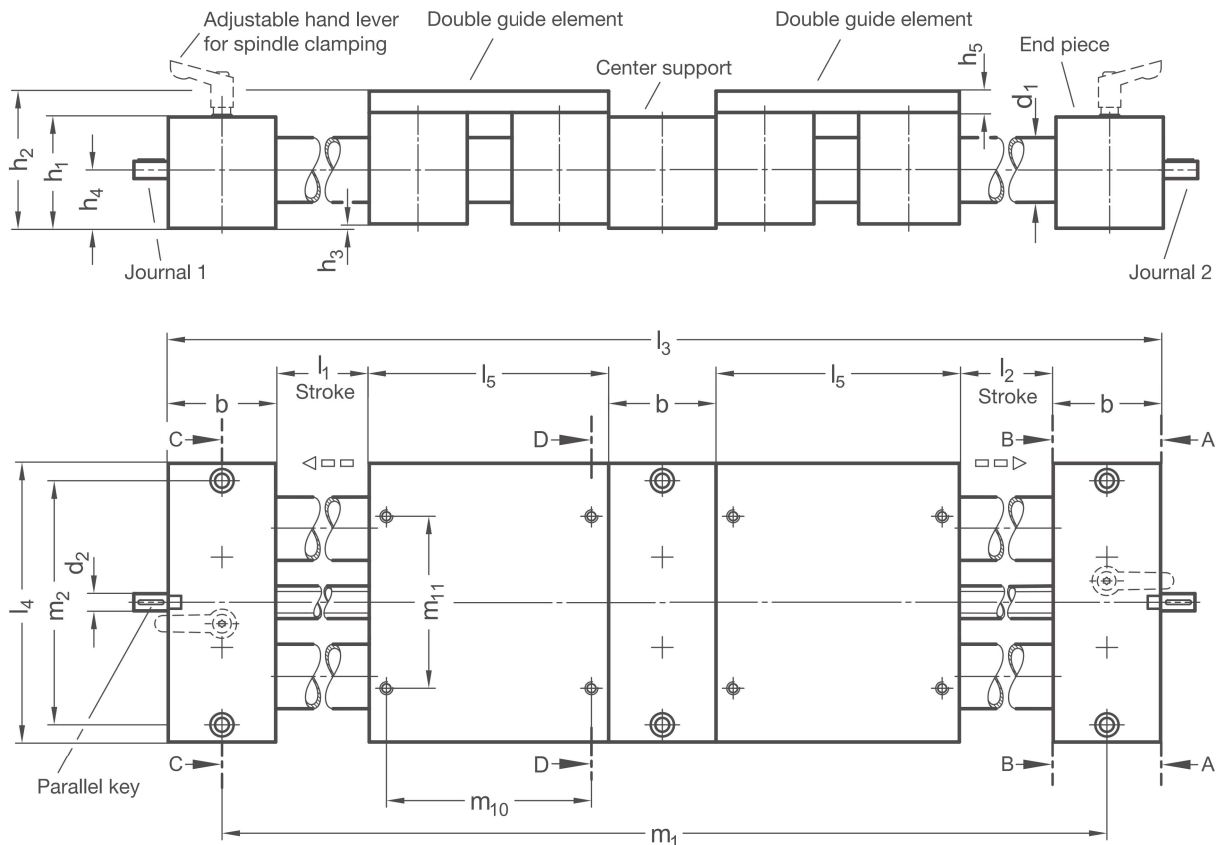 Adjustable hand lever
for spindle clamping
Double guide element
Double guide element
Center support
End piece
h5
d1
h2
h1
h4
h3
Journal 1
Journal 2
l3
l1
Stroke
l5
l5
l2
Stroke
b
b
b
C
D
B
A
l4
m2
d2
m11
C
D
B
A
Parallel key
m10
m1